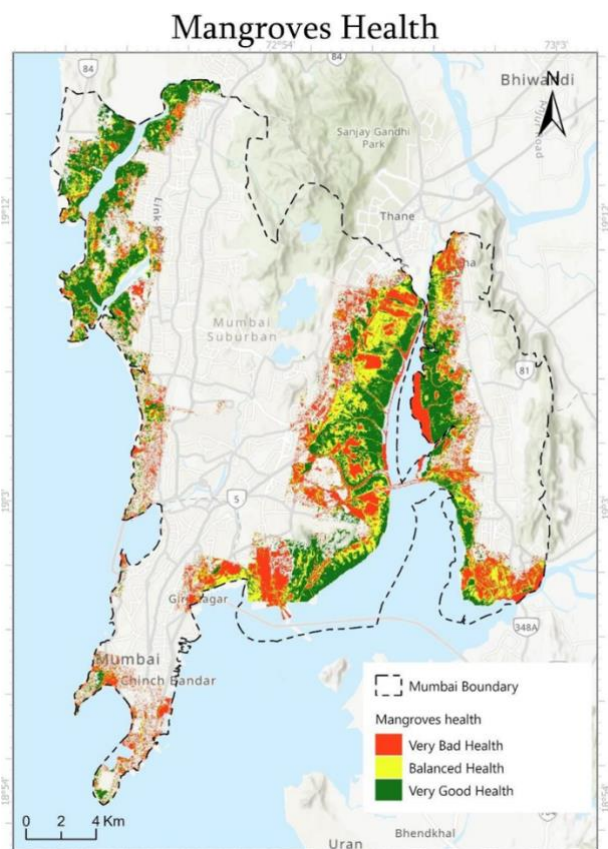 Mangroves Health
72°54'
73°3'
84
84
Bhiwandi
Sanjay Gandhi
Park
19°12'
19°12'
Thane
Mumbai
Suburban
81
5
19°3'
19°3'
348A
Mumbai
Chinch Bandar
Mumbai Boundary
Mangroves health
Very Bad Health
Balanced Health
Very Good Health
18°54'
18°54'
0 2 4 Km
Bhendkhal
Uran